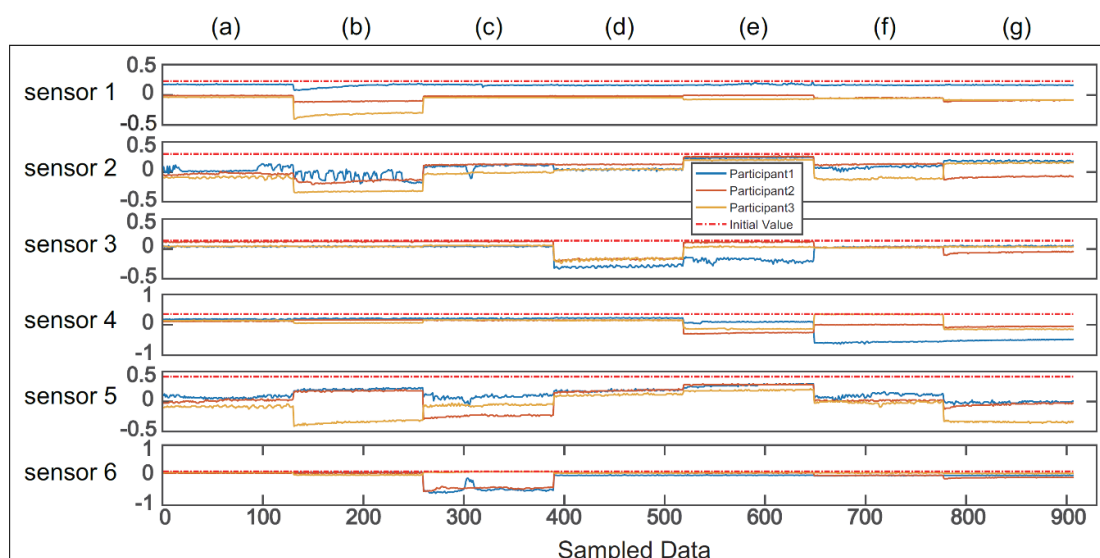 (a) (b) (c) (d) (e) (f) (g)
sensor 1
0.5
0
-0.5
sensor 2
0.5
0
-0.5
Participant1
Participant2
Participant3
Initial Value
sensor 3
0.5
0
-0.5
sensor 4
1
0
-1
sensor 5
0.5
0
-0.5
sensor 6
1
0
-1
0 100 200 300 400 500 600 700 800 900
Sampled Data